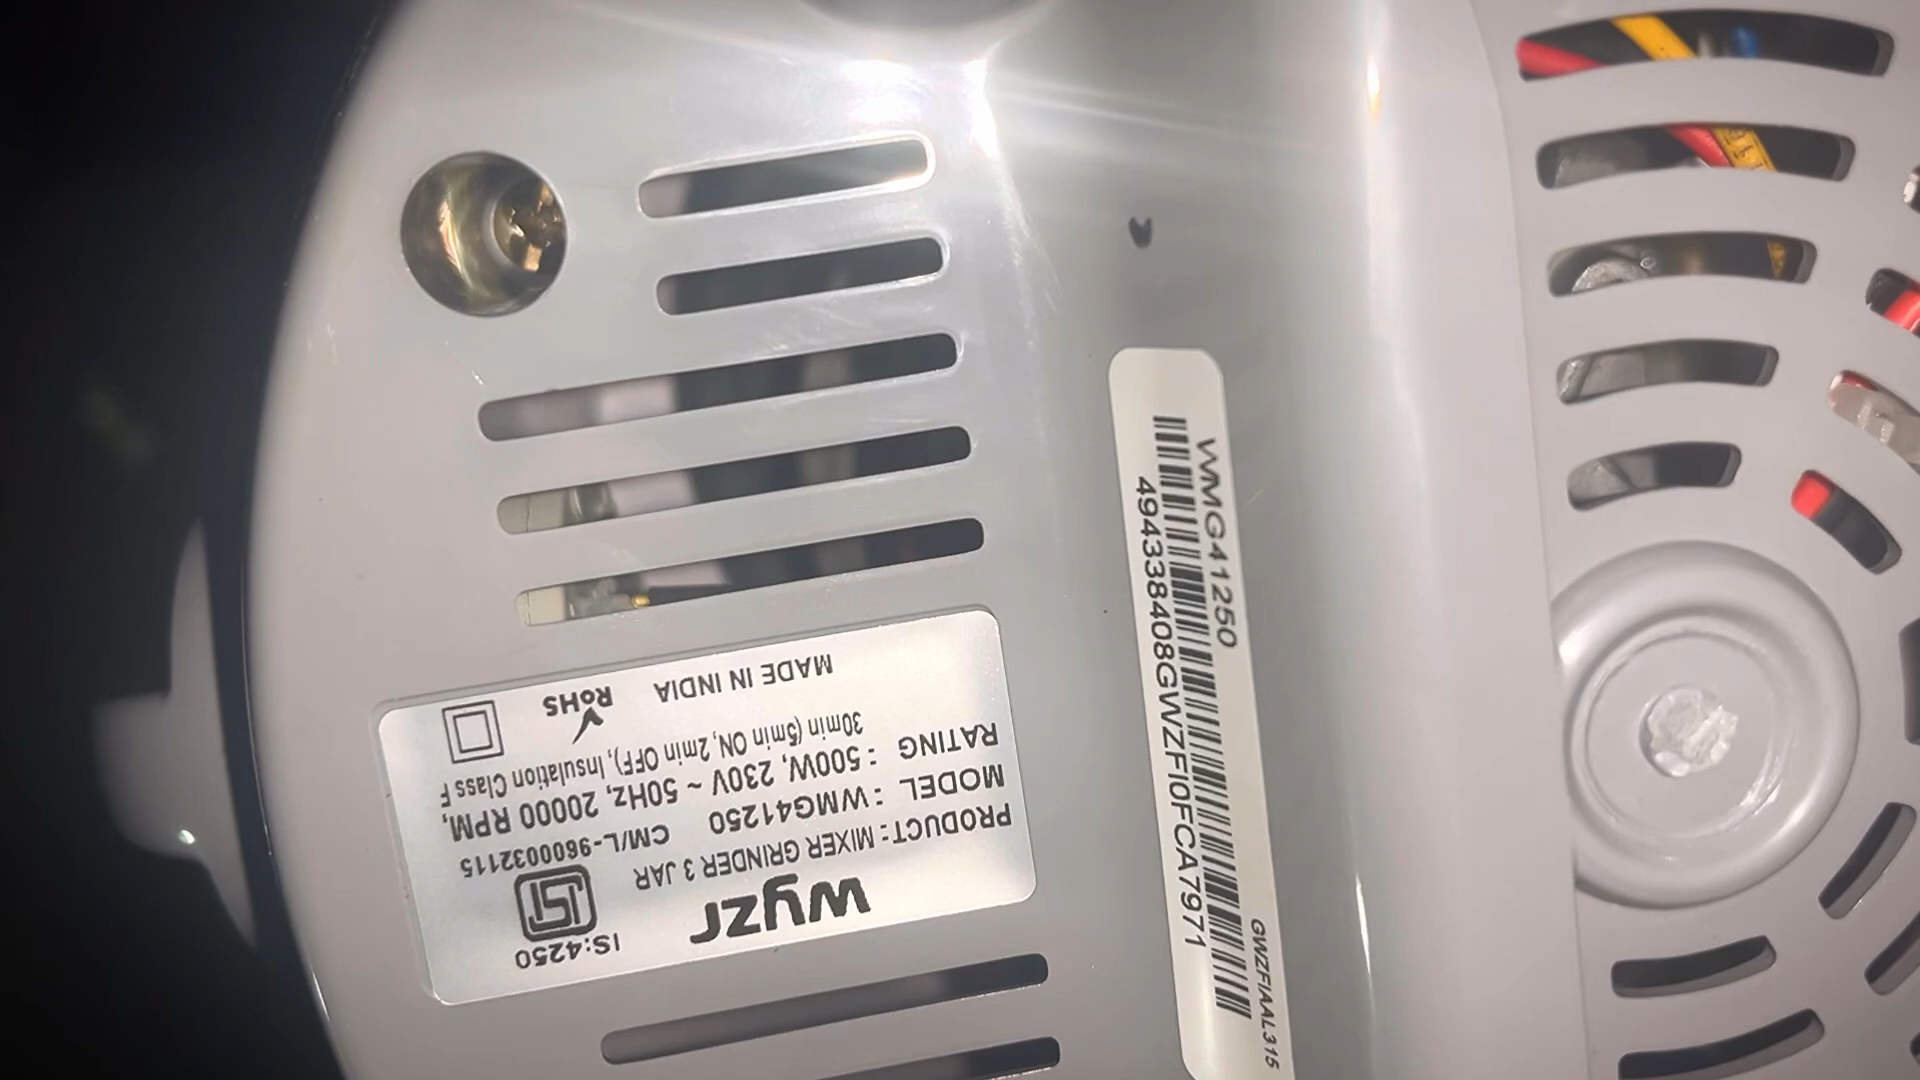 wyzr
IS:4250
PRODUCT : MIXER GRINDER 3 JAR
MODEL : WMG41250 CM/L-9600032115
RATING : 500W, 230V ~ 50Hz, 20000 RPM,
30min (5min ON, 2min OFF), Insulation Class F
MADE IN INDIA RoHS
WMG41250
494338408GWZFI0FCA7971
GWZFIAAL315